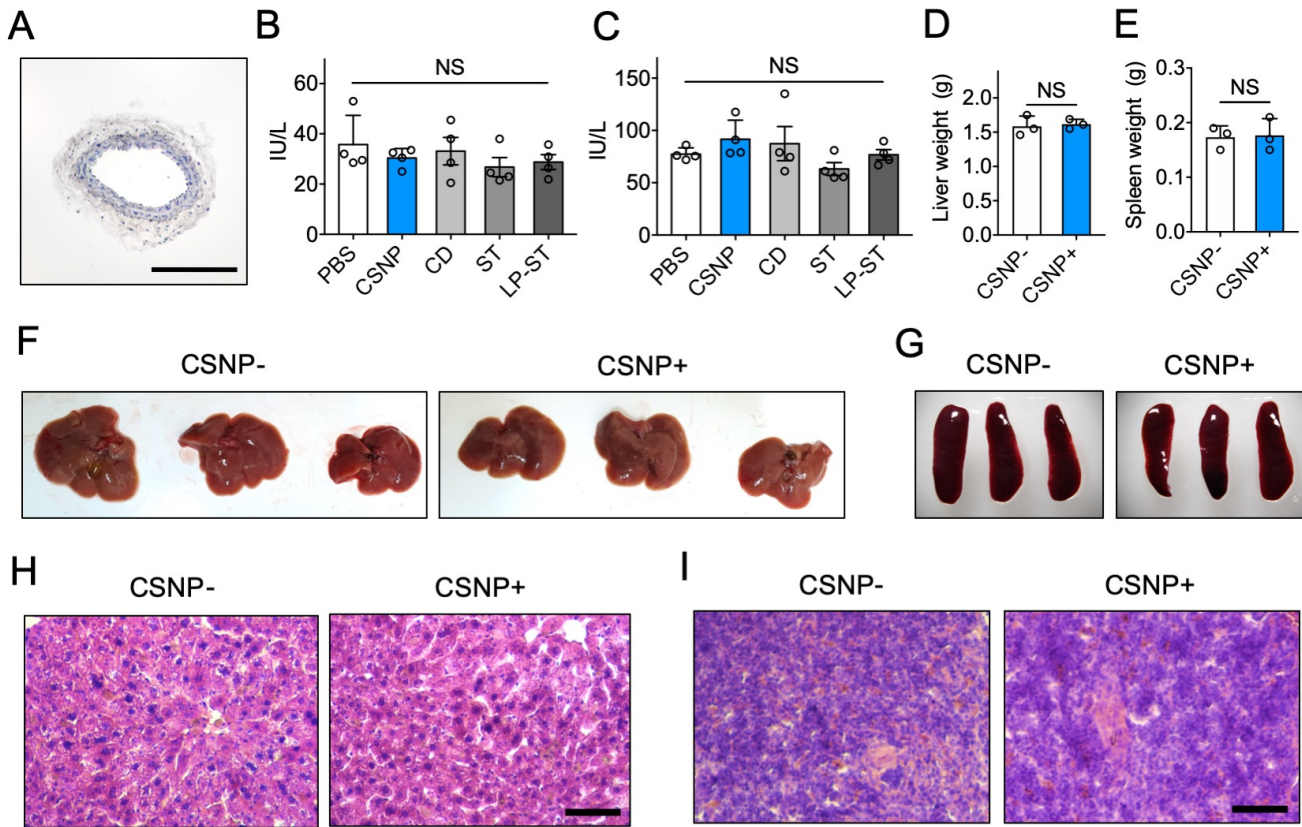 A
B
IU/L
60
40
20
0
NS
PBS
CSNP
CD
ST
LP-ST
C
IU/L
150
100
50
0
NS
PBS
CSNP
CD
ST
LP-ST
D
Liver weight (g)
2.0
1.5
1.0
0.5
0.0
NS
CSNP-
CSNP+
E
Spleen weight (g)
0.3
0.2
0.1
0.0
NS
CSNP-
CSNP+
F
CSNP-
CSNP+
G
CSNP-
CSNP+
H
CSNP-
CSNP+
I
CSNP-
CSNP+